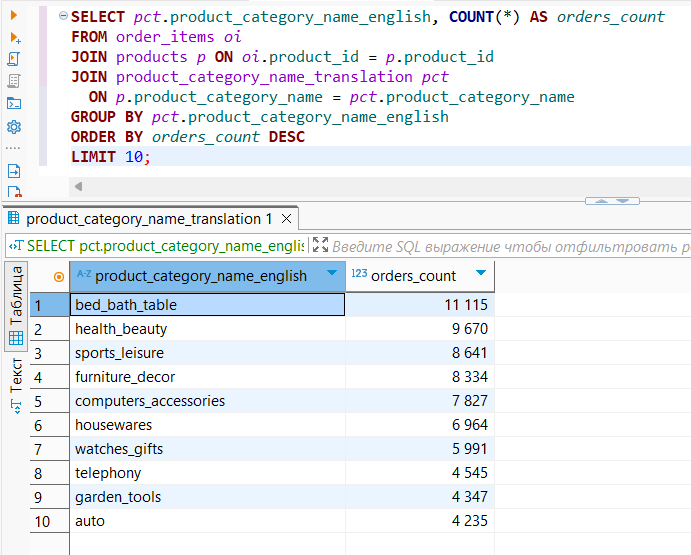 SELECT pct.product_category_name_english, COUNT(*) AS orders_count
FROM order_items oi
JOIN products p ON oi.product_id = p.product_id
JOIN product_category_name_translation pct
ON p.product_category_name = pct.product_category_name
GROUP BY pct.product_category_name_english
ORDER BY orders_count DESC
LIMIT 10;
product_category_name_translation 1
SELECT pct.product_category_name_englis
Введите SQL выражение чтобы отфильтровать ре
Таблица
Текст
A-Z product_category_name_english 123 orders_count
1 bed_bath_table 11 115
2 health_beauty 9 670
3 sports_leisure 8 641
4 furniture_decor 8 334
5 computers_accessories 7 827
6 housewares 6 964
7 watches_gifts 5 991
8 telephony 4 545
9 garden_tools 4 347
10 auto 4 235